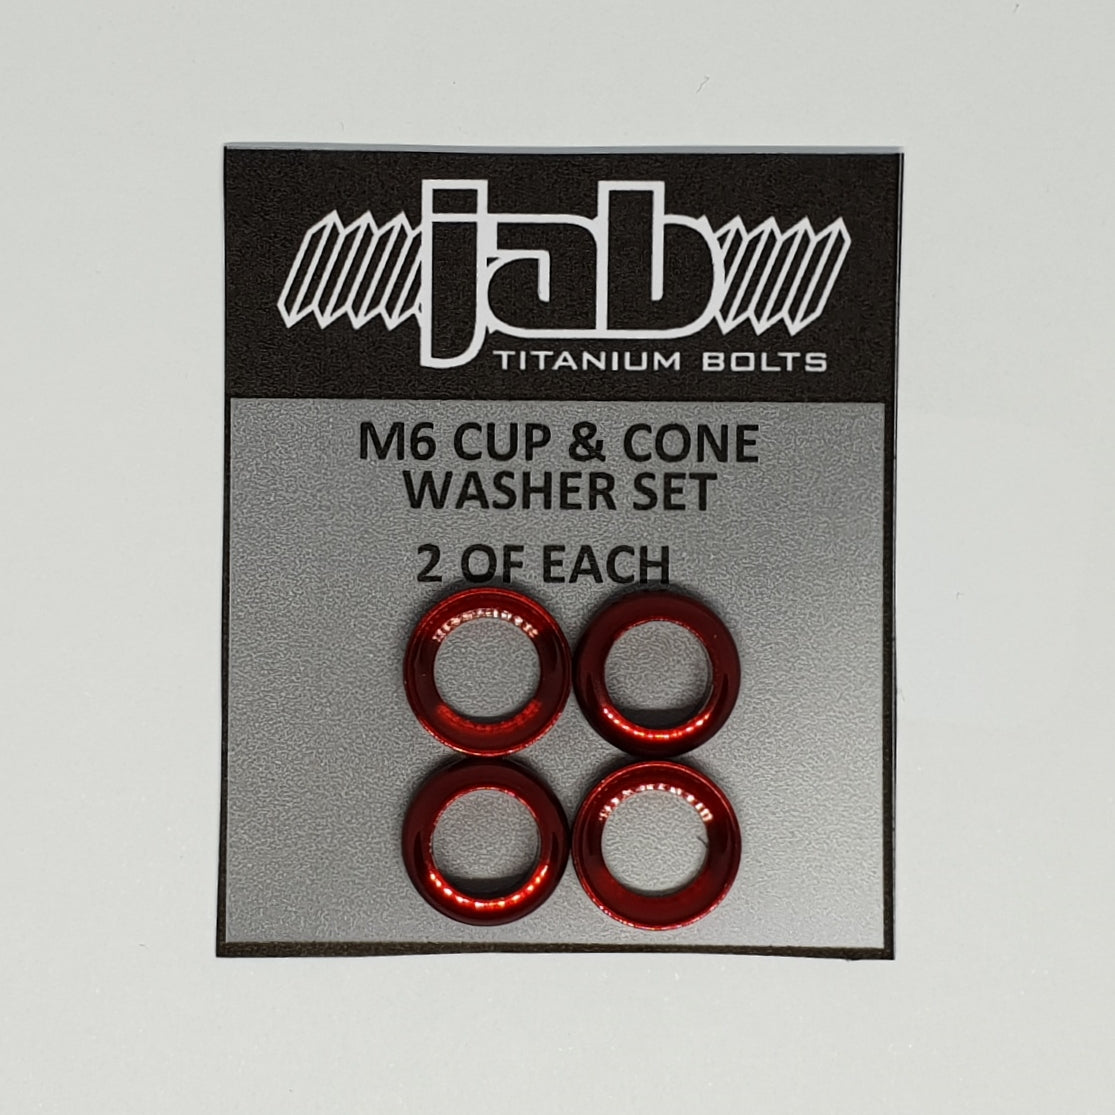 jab
TITANIUM BOLTS
M6 CUP & CONE
WASHER SET
2 OF EACH